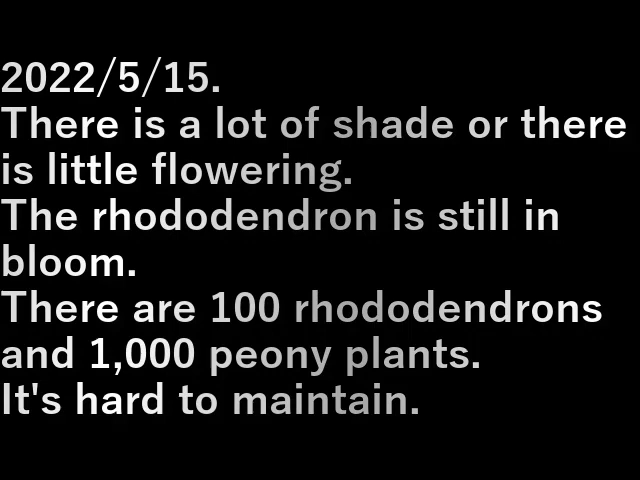 2022/5/15.
There is a lot of shade or there
is little flowering.
The rhododendron is still in
bloom.
There are 100 rhododendrons
and 1,000 peony plants.
It's hard to maintain.